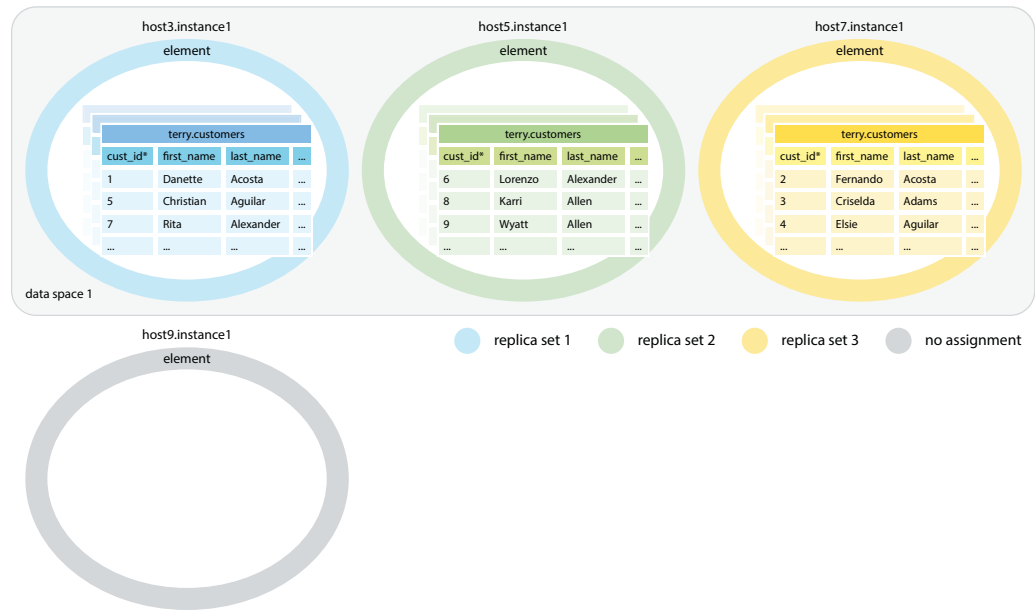 host3.instance1 host5.instance1 host7.instance1
element element element
terry.customers terry.customers terry.customers
cust_id* first_name last_name ... cust_id* first_name last_name ... cust_id* first_name last_name ...
1 Danette Acosta ... 6 Lorenzo Alexander ... 2 Fernando Acosta ...
5 Christian Aguilar ... 8 Karri Allen ... 3 Criselda Adams ...
7 Rita Alexander ... 9 Wyatt Allen ... 4 Elsie Aguilar ...
... ... ... ... ... ... ... ... ... ... ... ...
data space 1
host9.instance1
replica set 1 replica set 2 replica set 3 no assignment
element